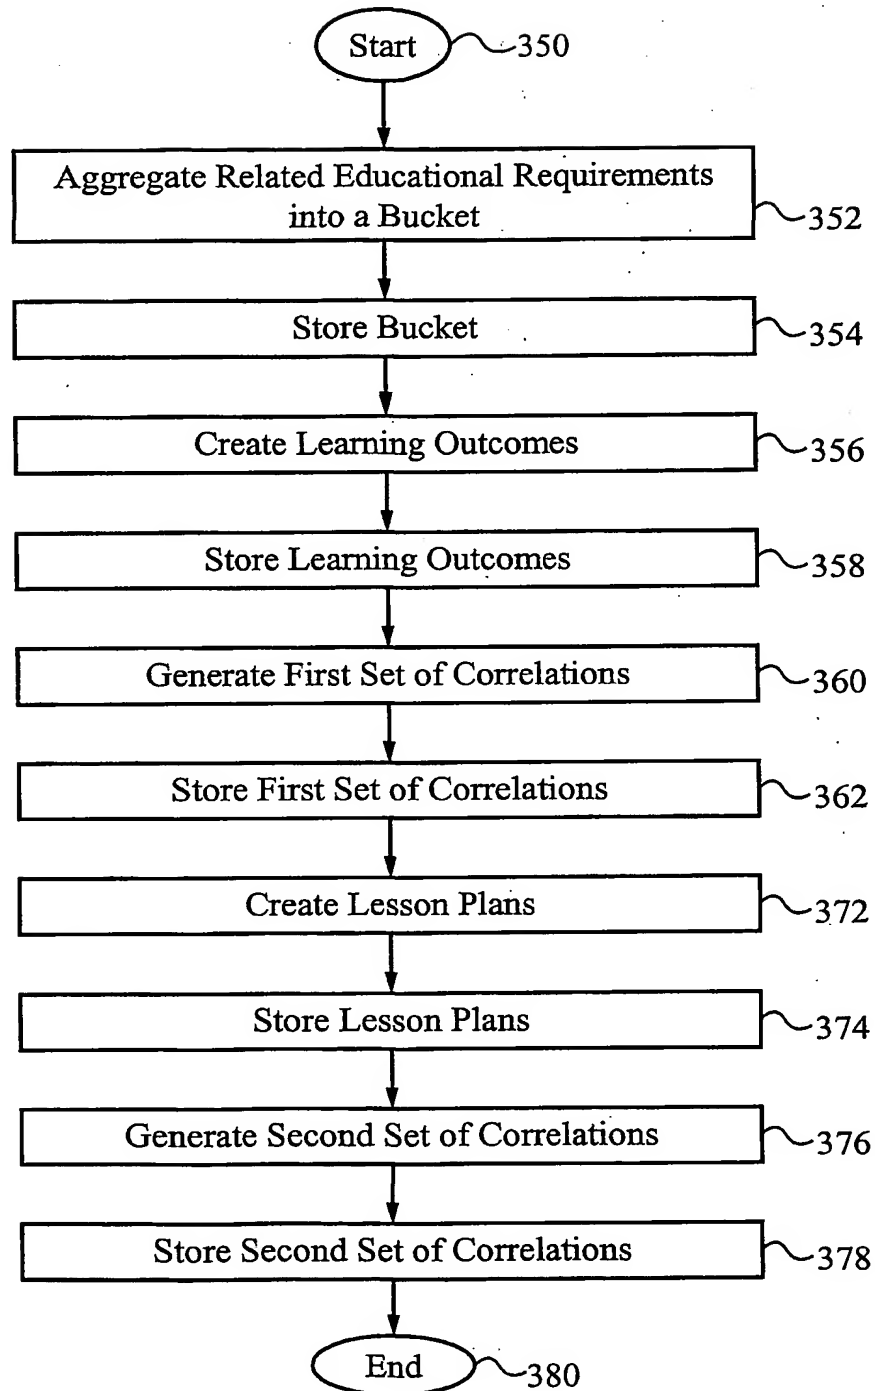 Start 350
Aggregate Related Educational Requirements
into a Bucket 352
Store Bucket 354
Create Learning Outcomes 356
Store Learning Outcomes 358
Generate First Set of Correlations 360
Store First Set of Correlations 362
Create Lesson Plans 372
Store Lesson Plans 374
Generate Second Set of Correlations 376
Store Second Set of Correlations 378
End 380